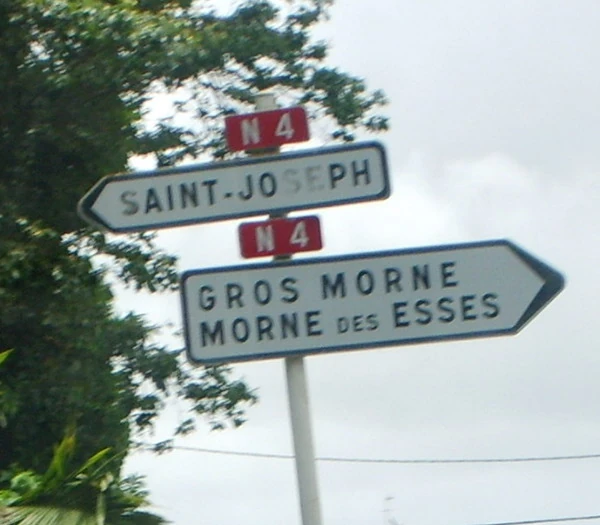 N 4
SAINT-JOSEPH
N 4
GROS MORNE
MORNE DES ESSES